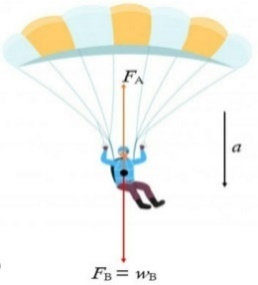 F_A
a
F_B = w_B